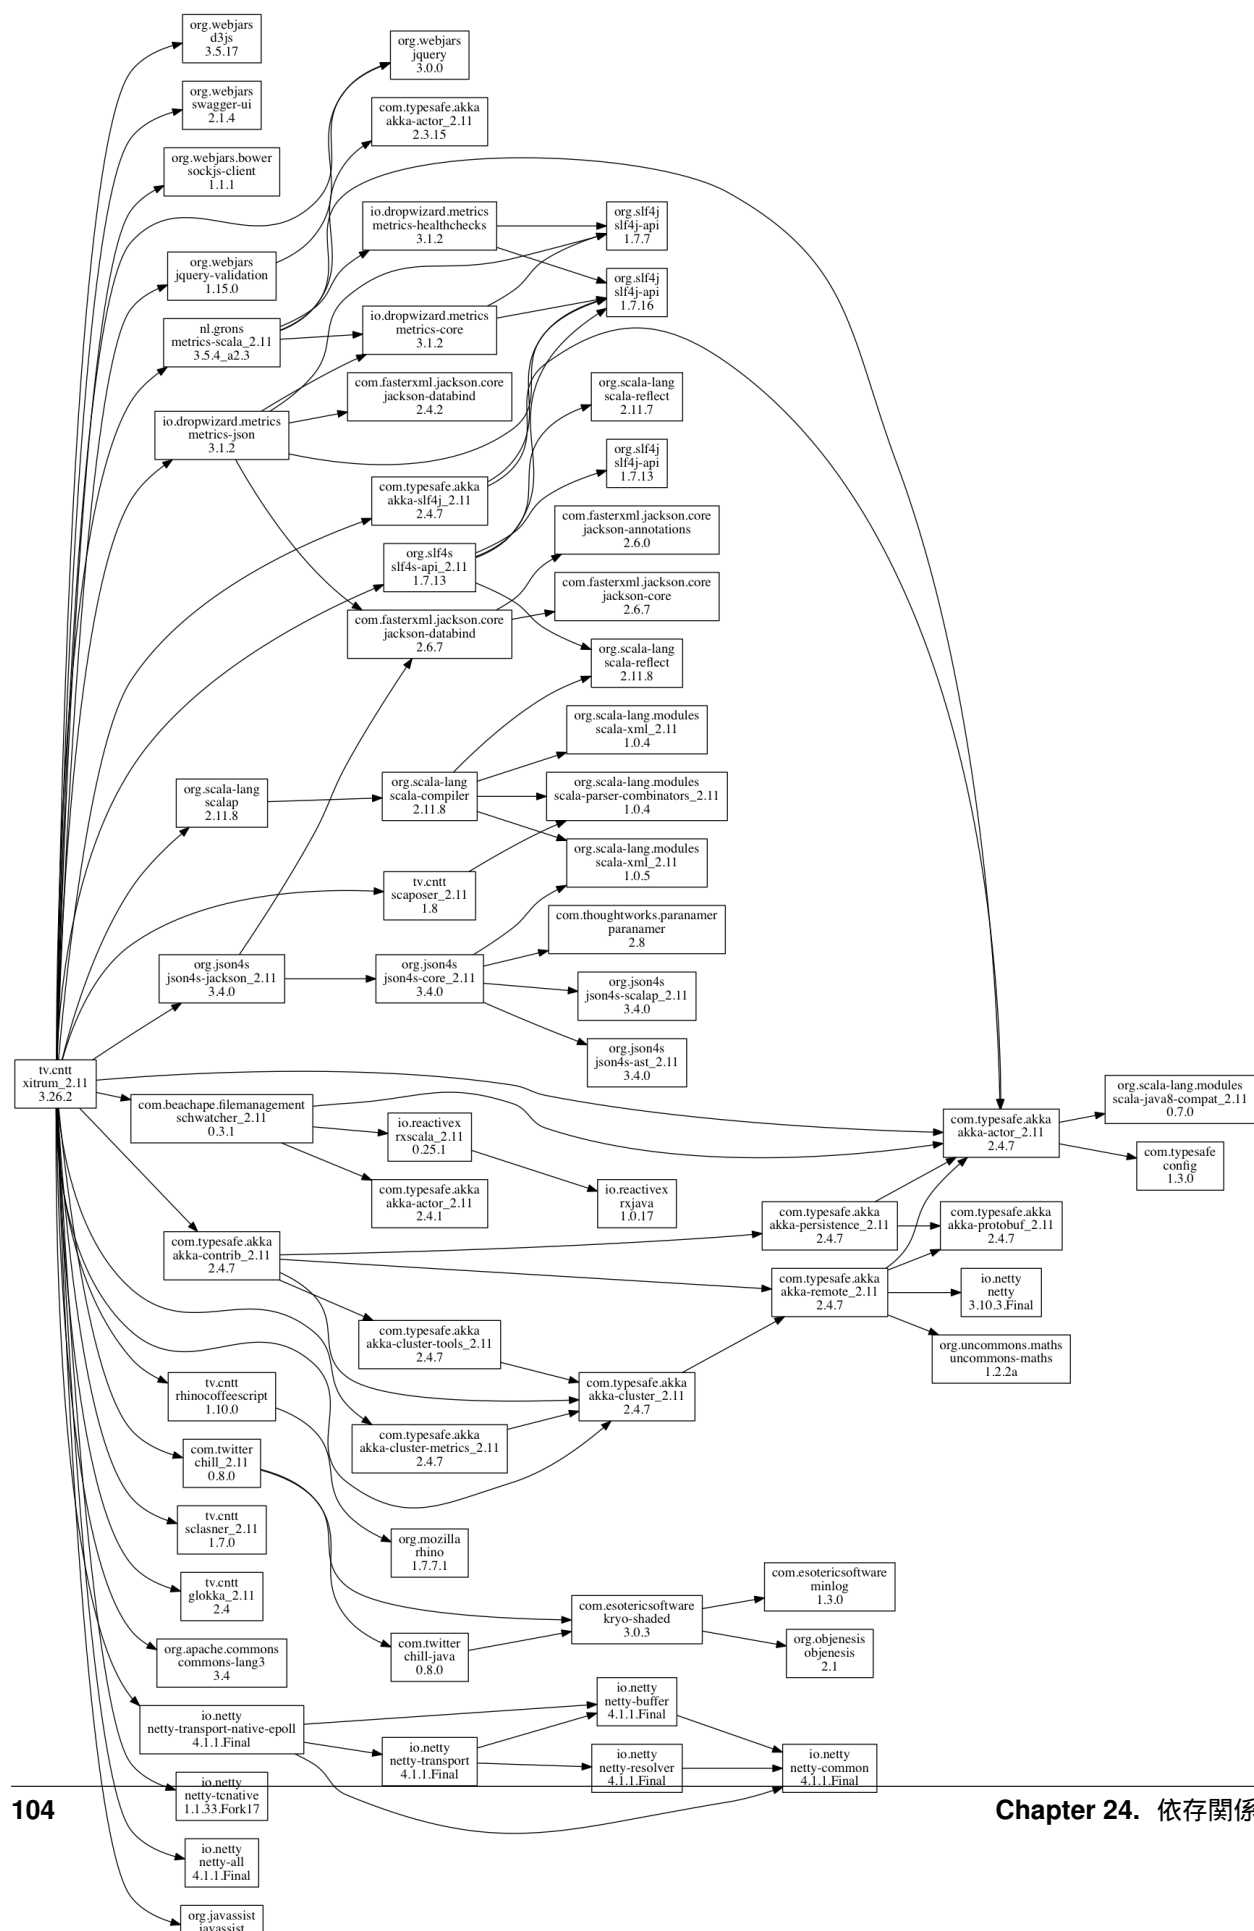 org.webjars
d3js
3.5.17
org.webjars
jquery
3.0.0
org.webjars
swagger-ui
2.1.4
com.typesafe.akka
akka-actor_2.11
2.3.15
org.webjars.bower
sockjs-client
1.1.1
io.dropwizard.metrics
metrics-healthchecks
3.1.2
org.slf4j
slf4j-api
1.7.7
org.webjars
jquery-validation
1.15.0
org.slf4j
slf4j-api
1.7.16
nl.grons
metrics-scala_2.11
3.5.4_a2.3
io.dropwizard.metrics
metrics-core
3.1.2
com.fasterxml.jackson.core
jackson-databind
2.4.2
org.scala-lang
scala-reflect
2.11.7
io.dropwizard.metrics
metrics-json
3.1.2
org.slf4j
slf4j-api
1.7.13
com.typesafe.akka
akka-slf4j_2.11
2.4.7
com.fasterxml.jackson.core
jackson-annotations
2.6.0
org.slf4s
slf4s-api_2.11
1.7.13
com.fasterxml.jackson.core
jackson-core
2.6.7
com.fasterxml.jackson.core
jackson-databind
2.6.7
org.scala-lang
scala-reflect
2.11.8
org.scala-lang.modules
scala-xml_2.11
1.0.4
org.scala-lang
scalap
2.11.8
org.scala-lang
scala-compiler
2.11.8
org.scala-lang.modules
scala-parser-combinators_2.11
1.0.4
org.scala-lang.modules
scala-xml_2.11
1.0.5
tv.cntt
scaposer_2.11
1.8
com.thoughtworks.paranamer
paranamer
2.8
org.json4s
json4s-jackson_2.11
3.4.0
org.json4s
json4s-core_2.11
3.4.0
org.json4s
json4s-scalap_2.11
3.4.0
org.json4s
json4s-ast_2.11
3.4.0
tv.cntt
xitrum_2.11
3.26.2
org.scala-lang.modules
scala-java8-compat_2.11
0.7.0
com.beachape.filemanagement
schwatcher_2.11
0.3.1
io.reactivex
rxscala_2.11
0.25.1
com.typesafe.akka
akka-actor_2.11
2.4.7
com.typesafe
config
1.3.0
com.typesafe.akka
akka-actor_2.11
2.4.1
io.reactivex
rxjava
1.0.17
com.typesafe.akka
akka-persistence_2.11
2.4.7
com.typesafe.akka
akka-protobuf_2.11
2.4.7
com.typesafe.akka
akka-contrib_2.11
2.4.7
com.typesafe.akka
akka-remote_2.11
2.4.7
io.netty
netty
3.10.3.Final
com.typesafe.akka
akka-cluster-tools_2.11
2.4.7
org.uncommons.maths
uncommons-maths
1.2.2a
tv.cntt
rhinocoffeescript
1.10.0
com.typesafe.akka
akka-cluster_2.11
2.4.7
com.typesafe.akka
akka-cluster-metrics_2.11
2.4.7
com.twitter
chill_2.11
0.8.0
tv.cntt
sclasner_2.11
1.7.0
org.mozilla
rhino
1.7.7.1
tv.cntt
glokka_2.11
2.4
com.esotericsoftware
minlog
1.3.0
com.esotericsoftware
kryo-shaded
3.0.3
org.apache.commons
commons-lang3
3.4
com.twitter
chill-java
0.8.0
org.objenesis
objenesis
2.1
io.netty
netty-transport-native-epoll
4.1.1.Final
io.netty
netty-buffer
4.1.1.Final
io.netty
netty-transport
4.1.1.Final
io.netty
netty-resolver
4.1.1.Final
io.netty
netty-common
4.1.1.Final
io.netty
netty-tcnative
1.1.33.Fork17
104
Chapter 24. 依存関係
io.netty
netty-all
4.1.1.Final
org.javassist
javassist